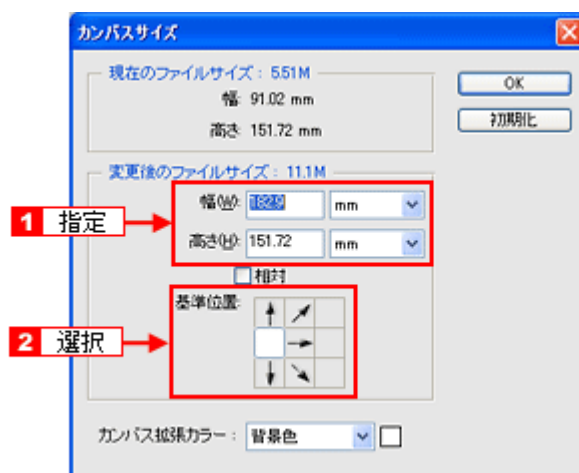 カンバスサイズ
現在のファイルサイズ : 5.51M
幅: 91.02 mm
高さ: 151.72 mm
OK
初期化
変更後のファイルサイズ : 11.1M
1 指定
幅(W): 182.9 mm
高さ(H): 151.72 mm
相対
基準位置:
2 選択
カンバス拡張カラー : 背景色